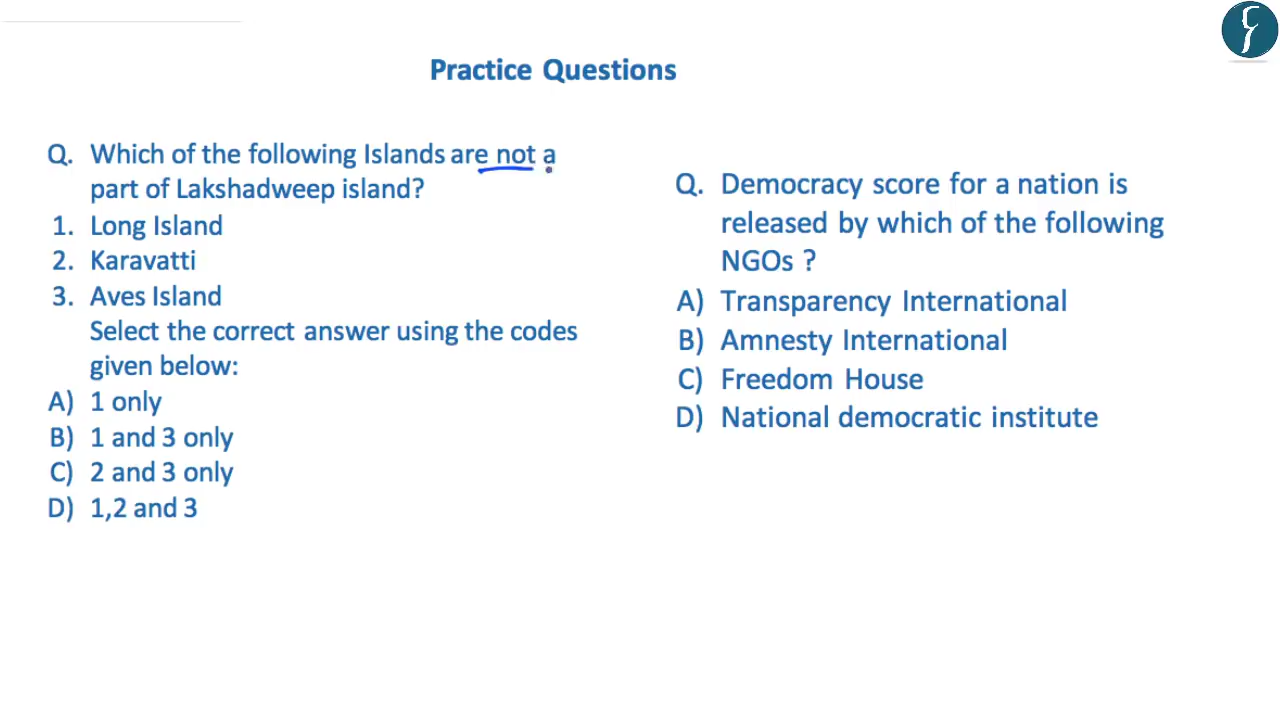 Practice Questions
Q. Which of the following Islands are not a
part of Lakshadweep island?
1. Long Island
2. Karavatti
3. Aves Island
Select the correct answer using the codes
given below:
A) 1 only
B) 1 and 3 only
C) 2 and 3 only
D) 1,2 and 3
Q. Democracy score for a nation is
released by which of the following
NGOs ?
A) Transparency International
B) Amnesty International
C) Freedom House
D) National democratic institute